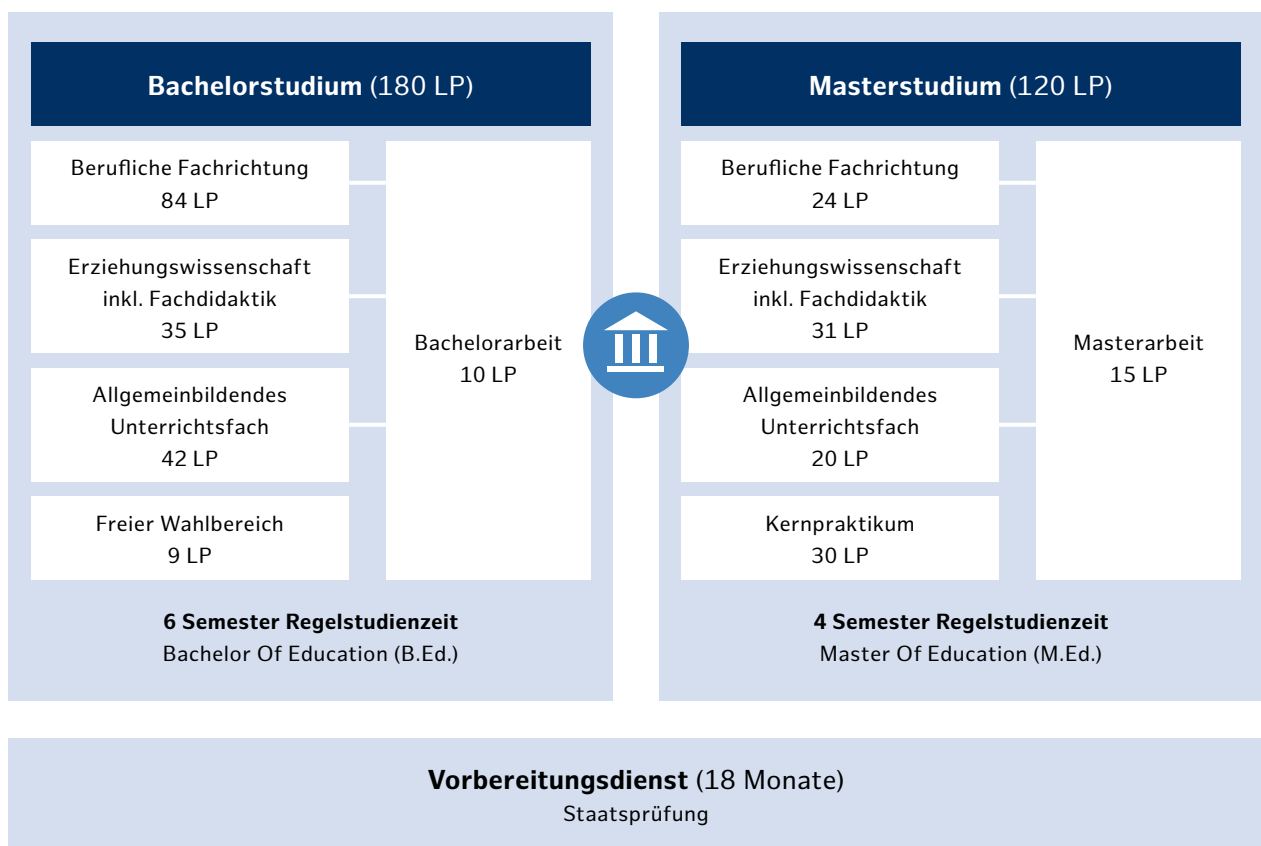 Bachelorstudium (180 LP)
Berufliche Fachrichtung
84 LP
Erziehungswissenschaft
inkl. Fachdidaktik
35 LP
Allgemeinbildendes
Unterrichtsfach
42 LP
Freier Wahlbereich
9 LP
Bachelorarbeit
10 LP
6 Semester Regelstudienzeit
Bachelor Of Education (B.Ed.)
Masterstudium (120 LP)
Berufliche Fachrichtung
24 LP
Erziehungswissenschaft
inkl. Fachdidaktik
31 LP
Allgemeinbildendes
Unterrichtsfach
20 LP
Kernpraktikum
30 LP
Masterarbeit
15 LP
4 Semester Regelstudienzeit
Master Of Education (M.Ed.)
Vorbereitungsdienst (18 Monate)
Staatsprüfung